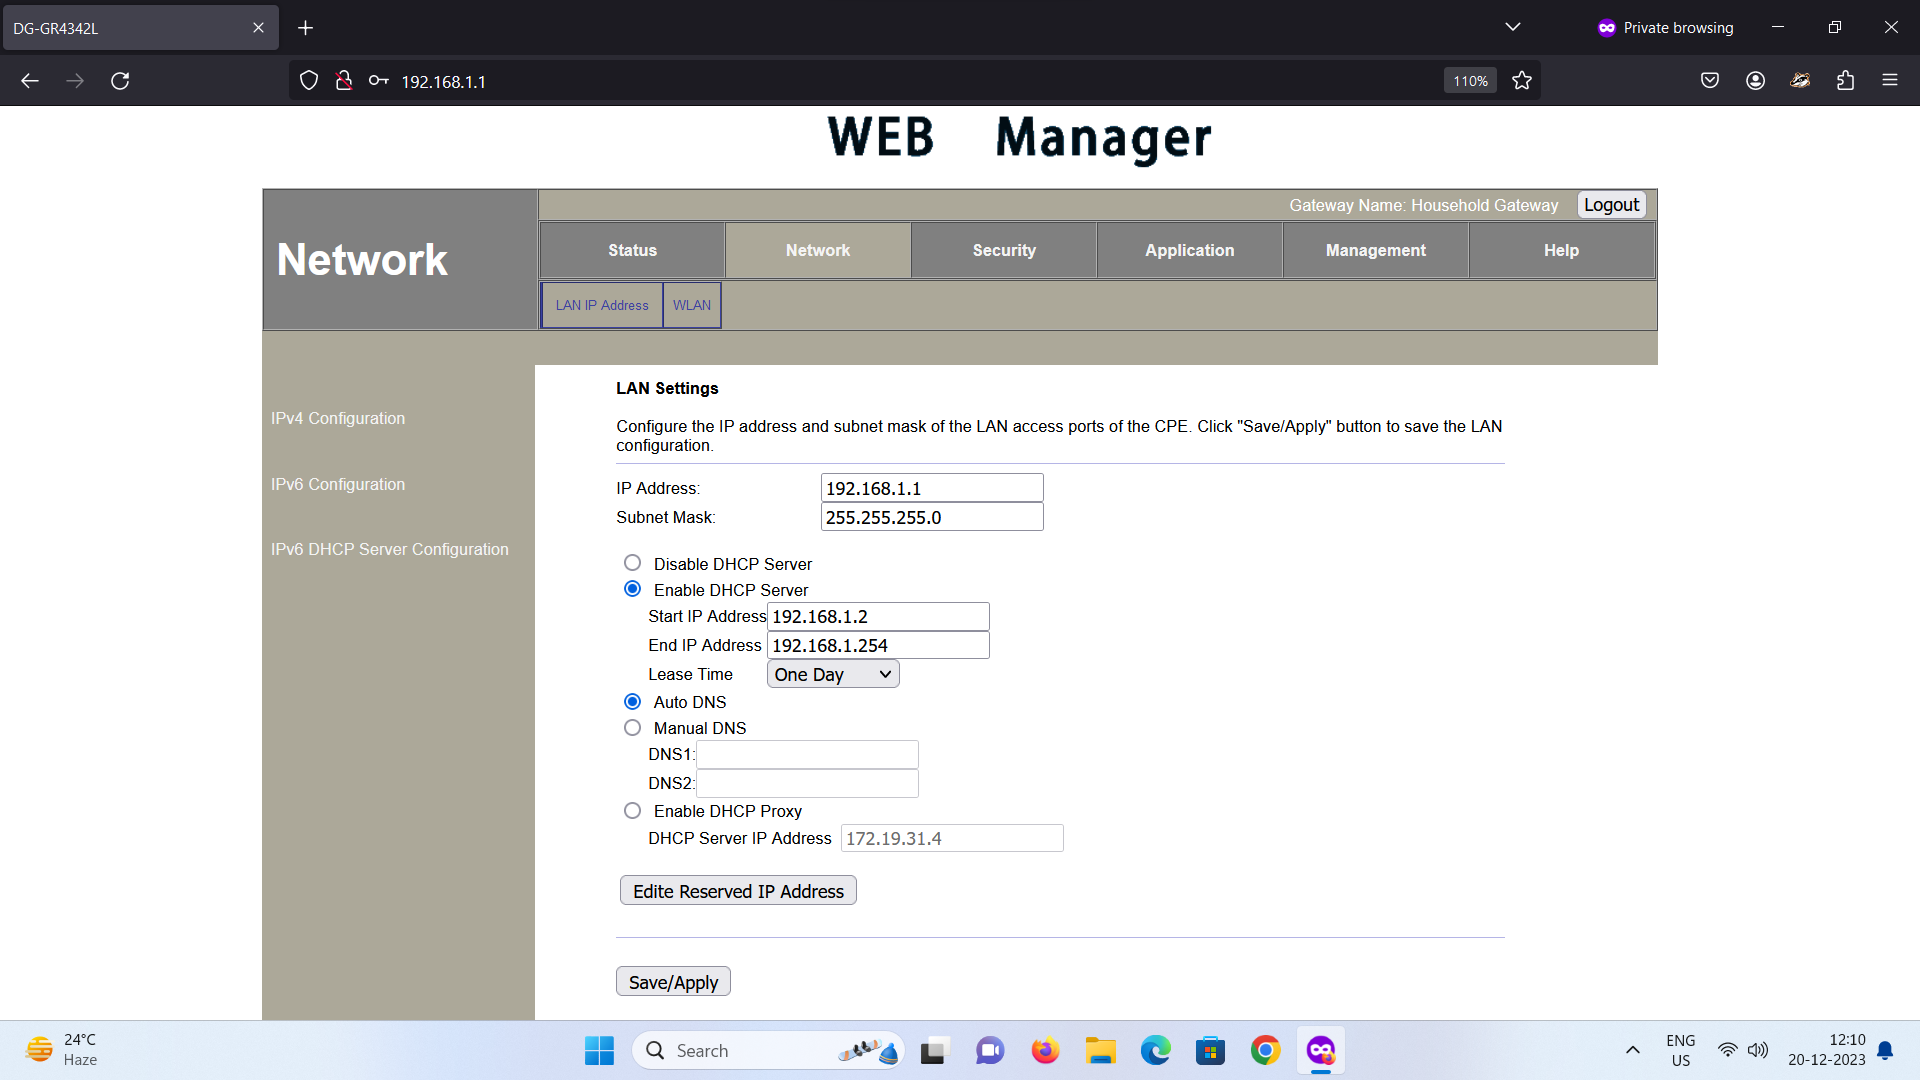 DG-GR4342L
Private browsing
192.168.1.1
110%
WEB Manager
Gateway Name: Household Gateway
Logout
Network
Status
Network
Security
Application
Management
Help
LAN IP Address
WLAN
IPv4 Configuration
IPv6 Configuration
IPv6 DHCP Server Configuration
LAN Settings
Configure the IP address and subnet mask of the LAN access ports of the CPE. Click "Save/Apply" button to save the LAN
configuration.
IP Address: 192.168.1.1
Subnet Mask: 255.255.255.0
Disable DHCP Server
Enable DHCP Server
Start IP Address 192.168.1.2
End IP Address 192.168.1.254
Lease Time One Day
Auto DNS
Manual DNS
DNS1:
DNS2:
Enable DHCP Proxy
DHCP Server IP Address 172.19.31.4
Edite Reserved IP Address
Save/Apply
24°C
Haze
Search
ENG
US
12:10
20-12-2023